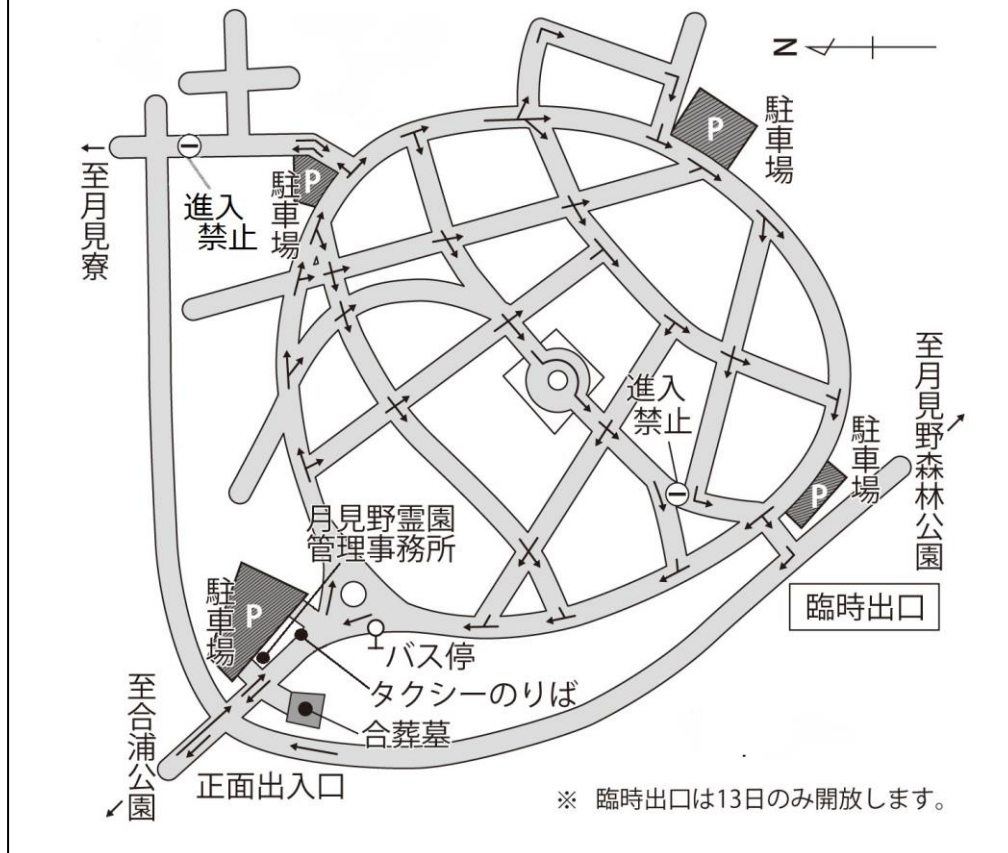 N
駐車場
P
←至月見寮
進入
禁止
駐車場
P
至月見野森林公園
進入
禁止
駐車場
P
月見野霊園
管理事務所
駐車場
P
臨時出口
バス停
タクシーのりば
合葬墓
至合浦公園
正面出入口
※ 臨時出口は13日のみ開放します。